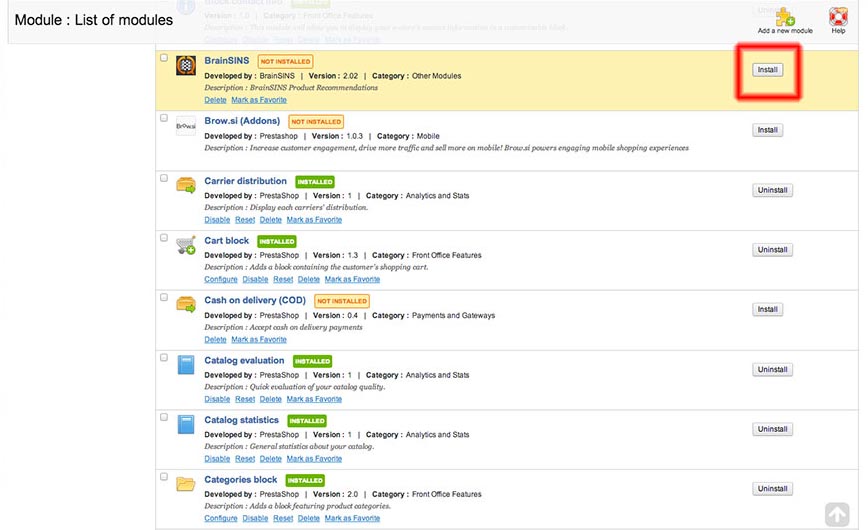 Block contact info
Module : List of modules
Version : 1.0 | Category : Front Office Features
Uninstall
Description : This module will allow you to display your e-store's contact information in a customizable block.
Add a new module
Help
Configure Disable Reset Delete Mark as Favorite
BrainSINS NOT INSTALLED
Developed by : BrainSINS | Version : 2.02 | Category : Other Modules
Install
Description : BrainSINS Product Recommendations
Delete Mark as Favorite
Brow.si (Addons) NOT INSTALLED
Brow.si
Developed by : Prestashop | Version : 1.0.3 | Category : Mobile
Install
Description : Increase customer engagement, drive more traffic and sell more on mobile! Brow.si powers engaging mobile shopping experiences
Carrier distribution INSTALLED
Developed by : PrestaShop | Version : 1 | Category : Analytics and Stats
Uninstall
Description : Display each carriers' distribution.
Disable Reset Delete Mark as Favorite
Cart block INSTALLED
Developed by : PrestaShop | Version : 1.3 | Category : Front Office Features
Uninstall
Description : Adds a block containing the customer's shopping cart.
Configure Disable Reset Delete Mark as Favorite
Cash on delivery (COD) NOT INSTALLED
Developed by : PrestaShop | Version : 0.4 | Category : Payments and Gateways
Install
Description : Accept cash on delivery payments
Delete Mark as Favorite
Catalog evaluation INSTALLED
Developed by : PrestaShop | Version : 1 | Category : Analytics and Stats
Uninstall
Description : Quick evaluation of your catalog quality.
Disable Reset Delete Mark as Favorite
Catalog statistics INSTALLED
Developed by : PrestaShop | Version : 1 | Category : Analytics and Stats
Uninstall
Description : General statistics about your catalog.
Disable Reset Delete Mark as Favorite
Categories block INSTALLED
Developed by : PrestaShop | Version : 2.0 | Category : Front Office Features
Uninstall
Description : Adds a block featuring product categories.
Configure Disable Reset Delete Mark as Favorite